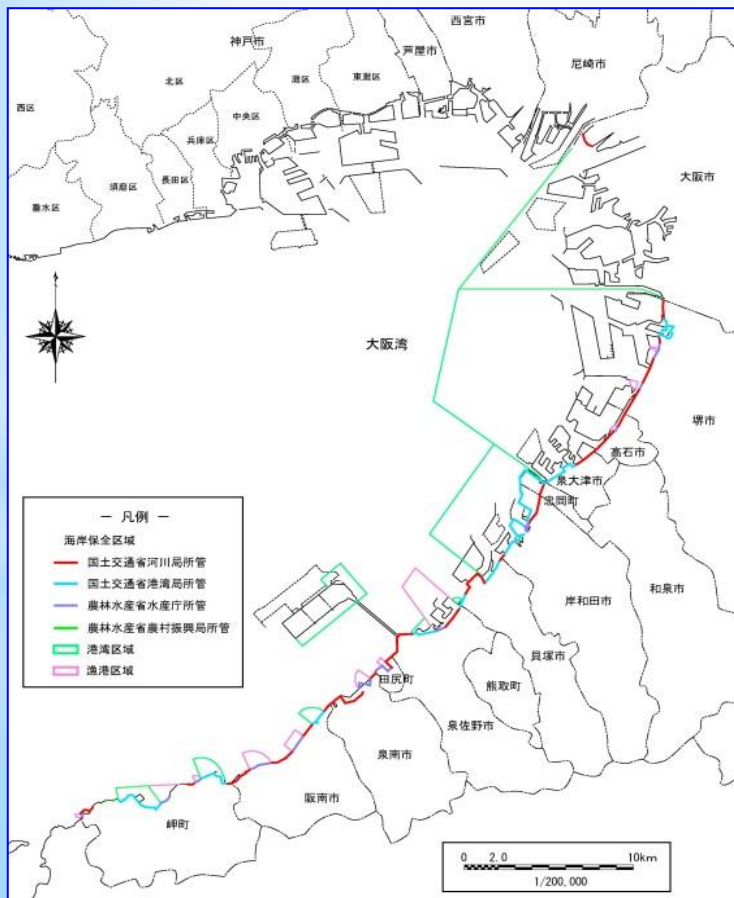 西宮市
神戸市
芦屋市
尼崎市
北区
灘区
東灘区
西区
中央区
兵庫区
長田区
須磨区
垂水区
大阪市
大阪湾
堺市
高石市
泉大津市
忠岡町
和泉市
岸和田市
貝塚市
熊取町
泉佐野市
田尻町
泉南市
阪南市
岬町
― 凡例 ―
海岸保全区域
国土交通省河川局所管
国土交通省港湾局所管
農林水産省水産庁所管
農林水産省農村振興局所管
港湾区域
漁港区域
0 2.0 10km
1/200,000